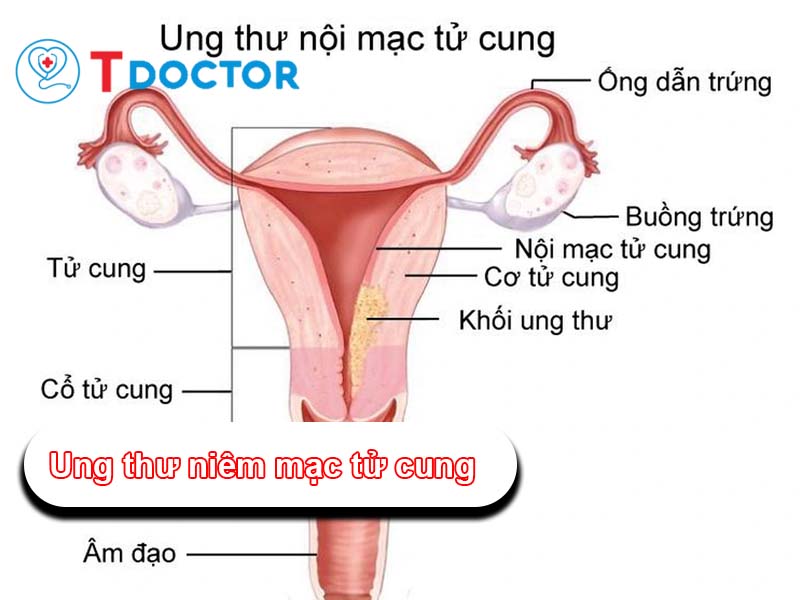 Ung thư nội mạc tử cung
T DOCTOR
Ống dẫn trứng
Buồng trứng
Nội mạc tử cung
Tử cung
Cơ tử cung
Khối ung thư
Cổ tử cung
Ung thư niêm mạc tử cung
Âm đạo